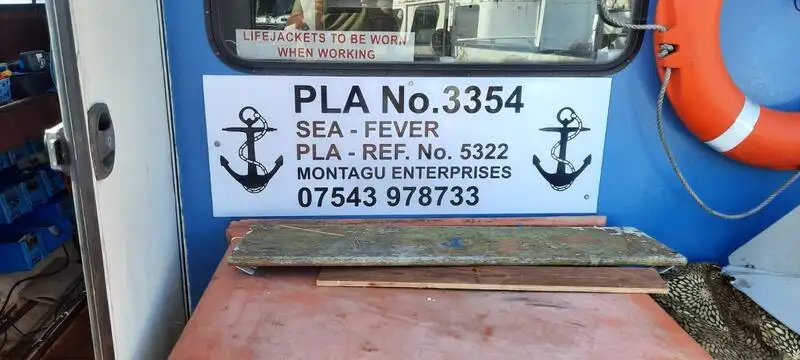 LIFEJACKETS TO BE WORN
WHEN WORKING
PLA No.3354
SEA - FEVER
PLA - REF. No. 5322
MONTAGU ENTERPRISES
07543 978733